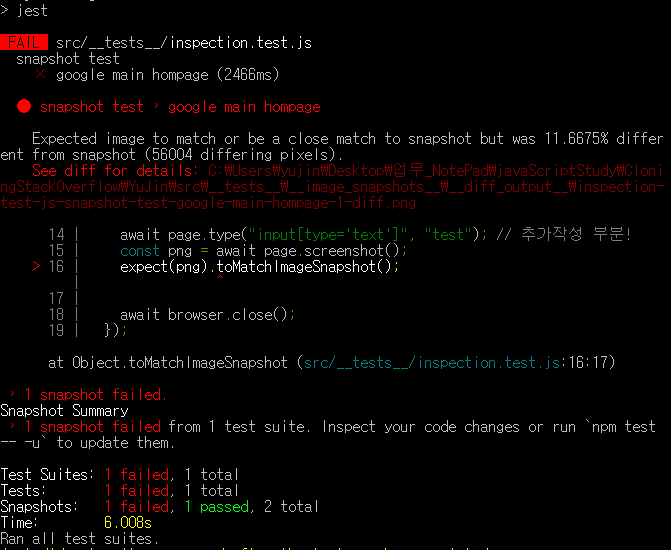 > jest
FAIL src/__tests__/inspection.test.js
snapshot test
× google main hompage (2466ms)
● snapshot test › google main hompage
Expected image to match or be a close match to snapshot but was 11.6675% differ
ent from snapshot (56004 differing pixels).
See diff for details: C:₩Users₩yujin₩Desktop₩업무_NotePad₩javaScriptStudy₩Cloni
ngStackOverflow₩YuJin₩src₩__tests__₩__image_snapshots__₩__diff_output__₩inspection-
test-js-snapshot-test-google-main-hompage-1-diff.png
14 | await page.type("input[type='text']", "test"); // 추가작성 부분!
15 | const png = await page.screenshot();
> 16 | expect(png).toMatchImageSnapshot();
| ^
17 |
18 | await browser.close();
19 | });
at Object.toMatchImageSnapshot (src/__tests__/inspection.test.js:16:17)
› 1 snapshot failed.
Snapshot Summary
› 1 snapshot failed from 1 test suite. Inspect your code changes or run `npm test
-- -u` to update them.
Test Suites: 1 failed, 1 total
Tests: 1 failed, 1 total
Snapshots: 1 failed, 1 passed, 2 total
Time: 6.008s
Ran all test suites.